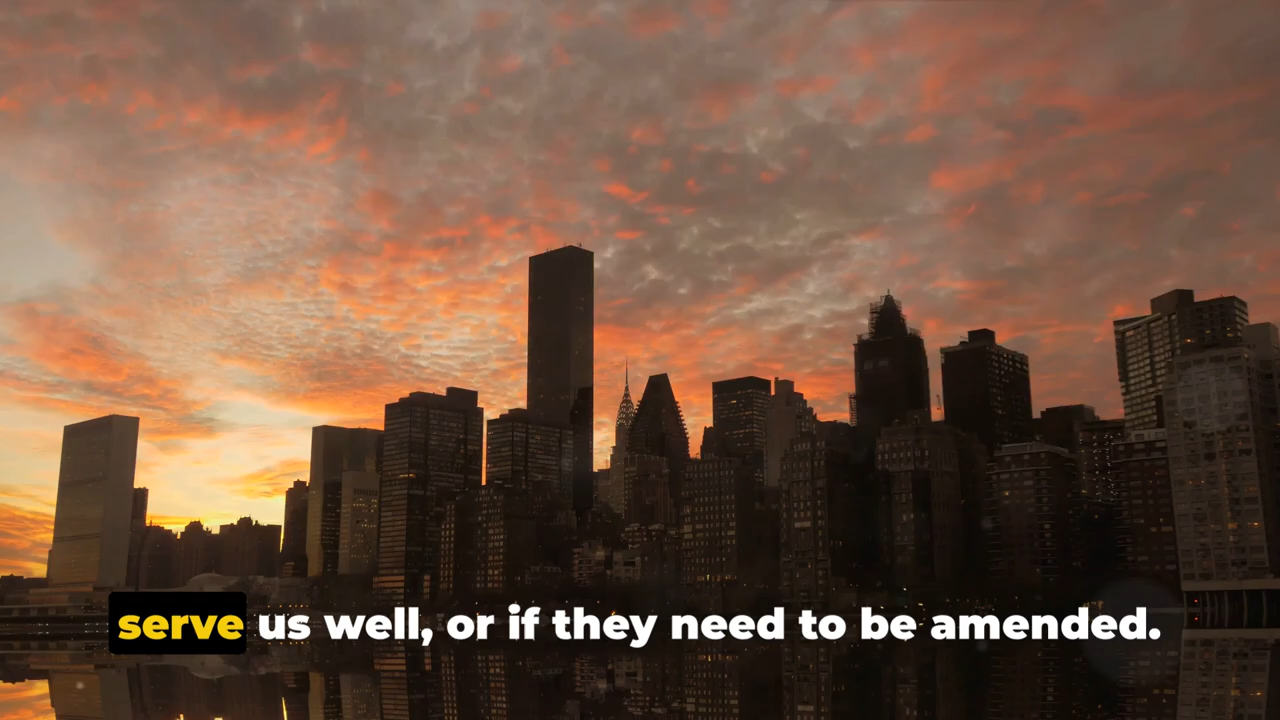 serve us well, or if they need to be amended.